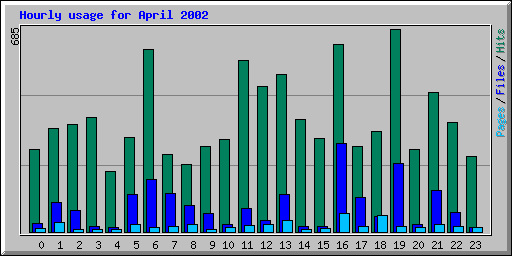 Hourly usage for April 2002
685
Pages / Files / Hits
0 1 2 3 4 5 6 7 8 9 10 11 12 13 14 15 16 17 18 19 20 21 22 23